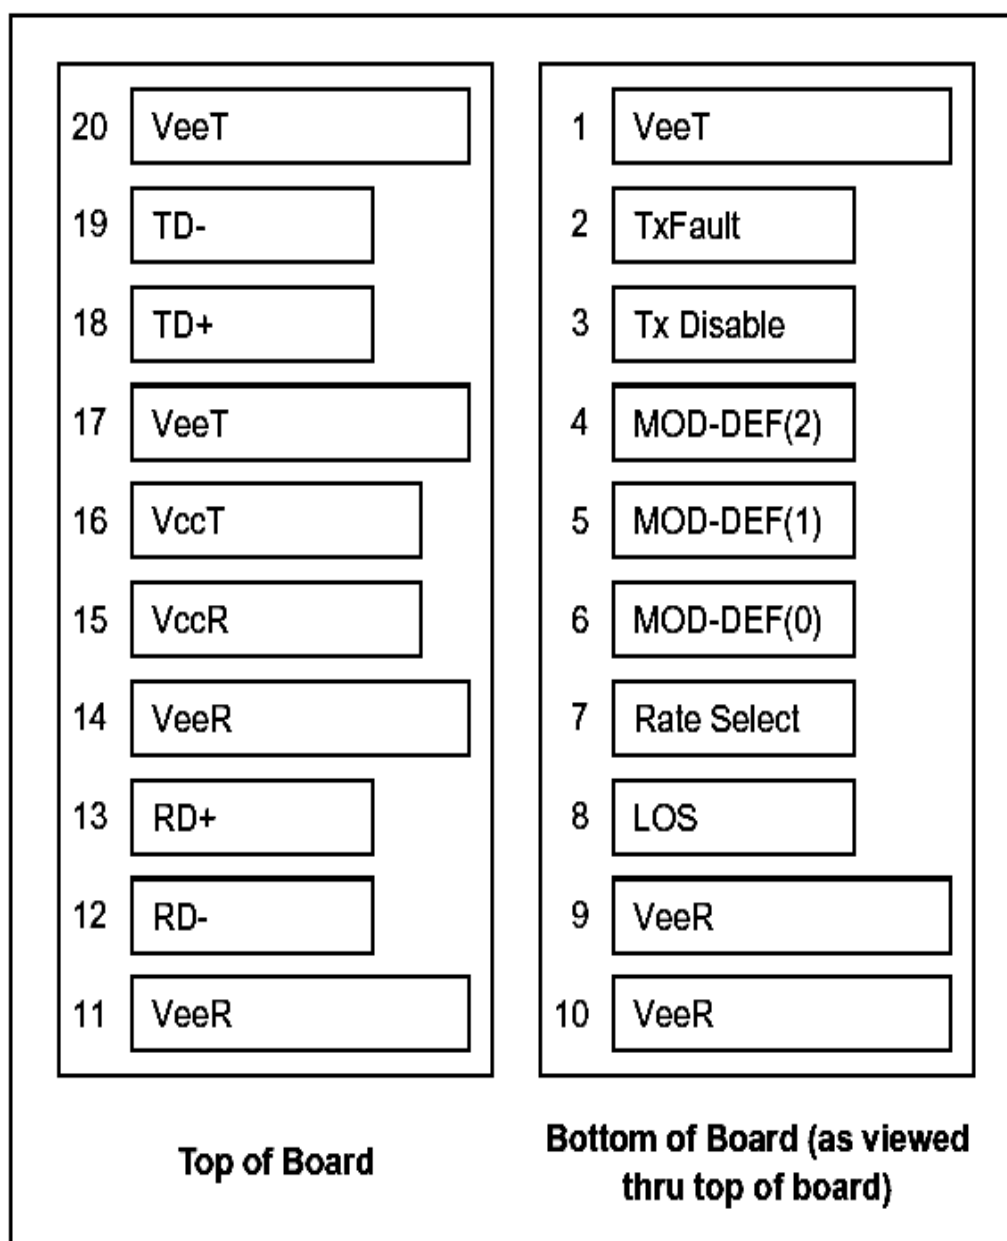 20 VeeT
19 TD-
18 TD+
17 VeeT
16 VccT
15 VccR
14 VeeR
13 RD+
12 RD-
11 VeeR
Top of Board
1 VeeT
2 TxFault
3 Tx Disable
4 MOD-DEF(2)
5 MOD-DEF(1)
6 MOD-DEF(0)
7 Rate Select
8 LOS
9 VeeR
10 VeeR
Bottom of Board (as viewed
thru top of board)